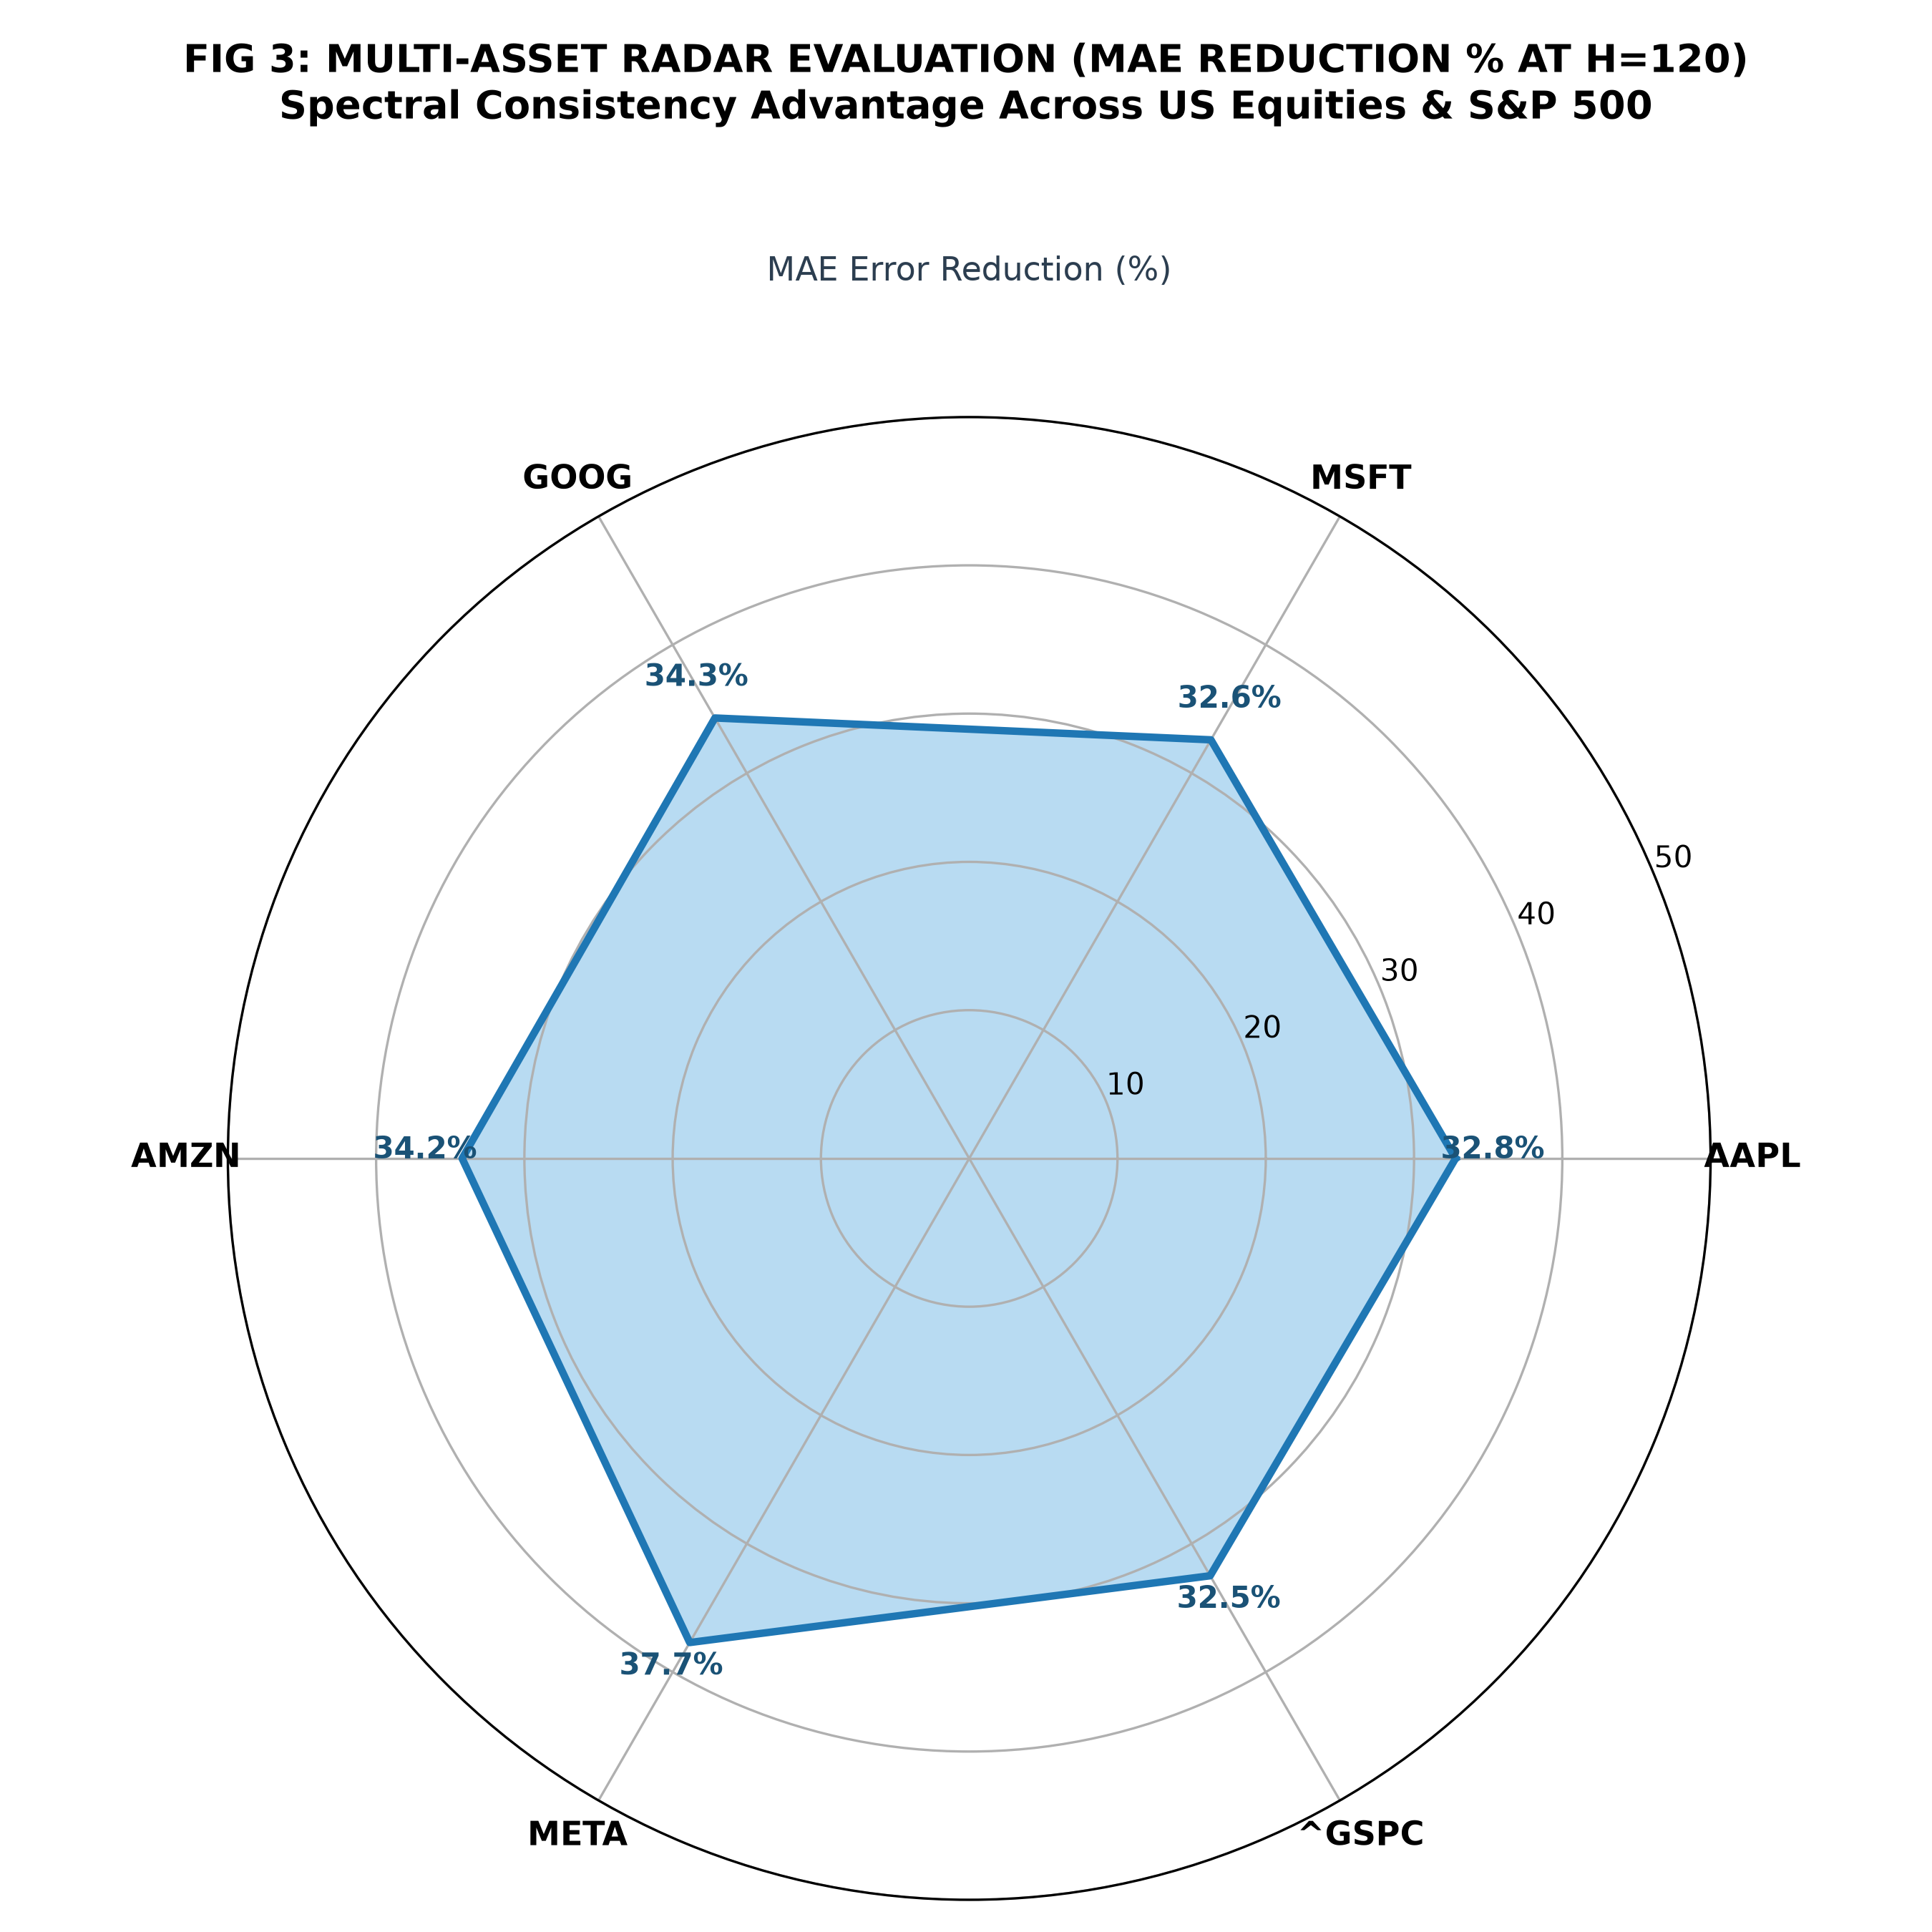 FIG 3: MULTI-ASSET RADAR EVALUATION (MAE REDUCTION % AT H=120)
Spectral Consistency Advantage Across US Equities & S&P 500
MAE Error Reduction (%)
GOOG
MSFT
34.3%
32.6%
50
40
30
20
10
AMZN
34.2%
32.8%
AAPL
32.5%
37.7%
META
^GSPC